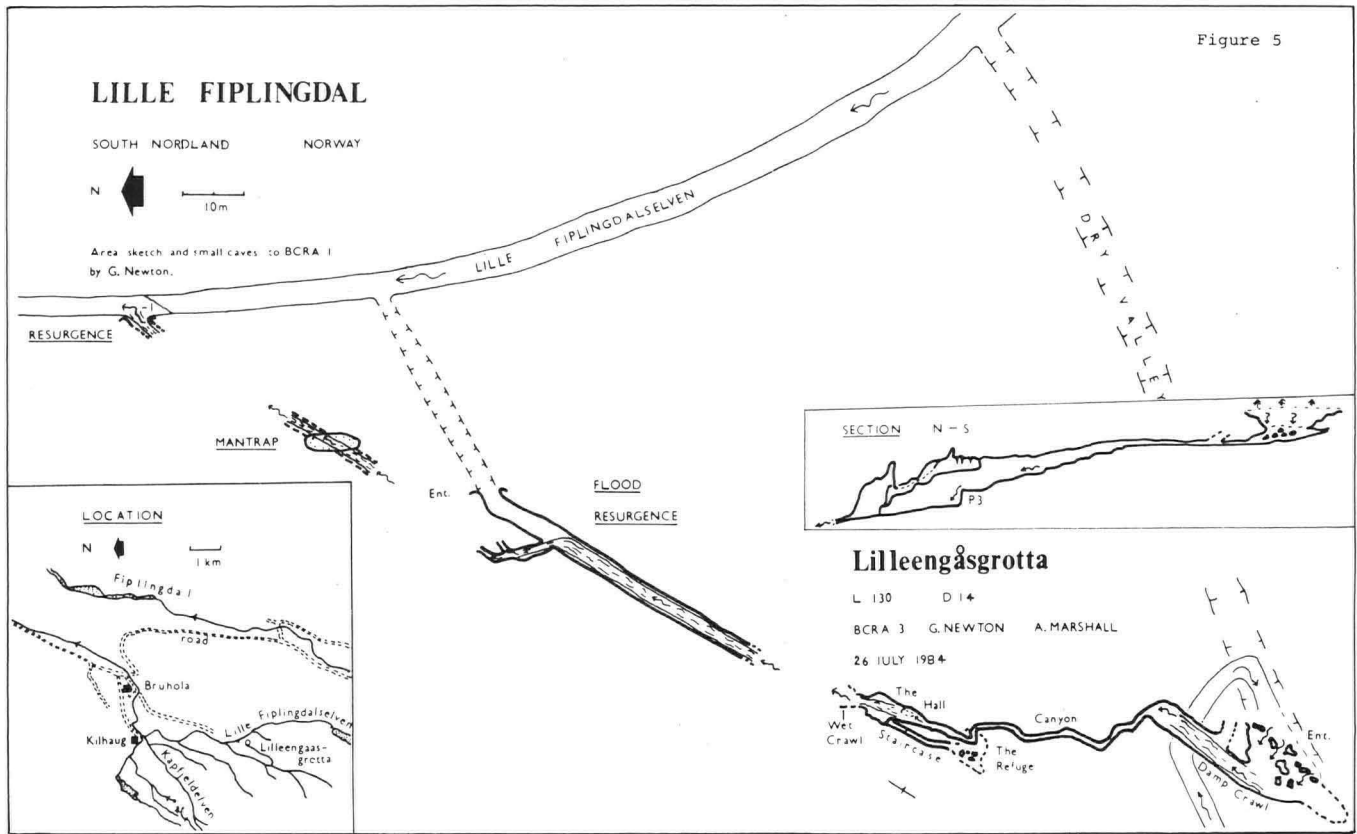 Figure 5
LILLE FIPLINGDAL
SOUTH NORDLAND NORWAY
N
10m
Area sketch and small caves to BCRA 1
by G. Newton.
LILLE FIPLINGDALSELVEN
DRY VALLEY
-1
RESURGENCE
MANTRAP
Ent.
FLOOD
RESURGENCE
SECTION N - S
? ?
P3
LOCATION
N
1 km
Fiplingdal
road
Bruhola
Kilhaug
Lille Fiplingdalselven
Lilleengaas-
grotta
Kapfjeldelven
Lilleengåsgrotta
L 130 D 14
BCRA 3 G. NEWTON A. MARSHALL
26 JULY 1984
The
Hall
Wet
Crawl
Staircase
Canyon
The
Refuge
Ent.
Damp Crawl